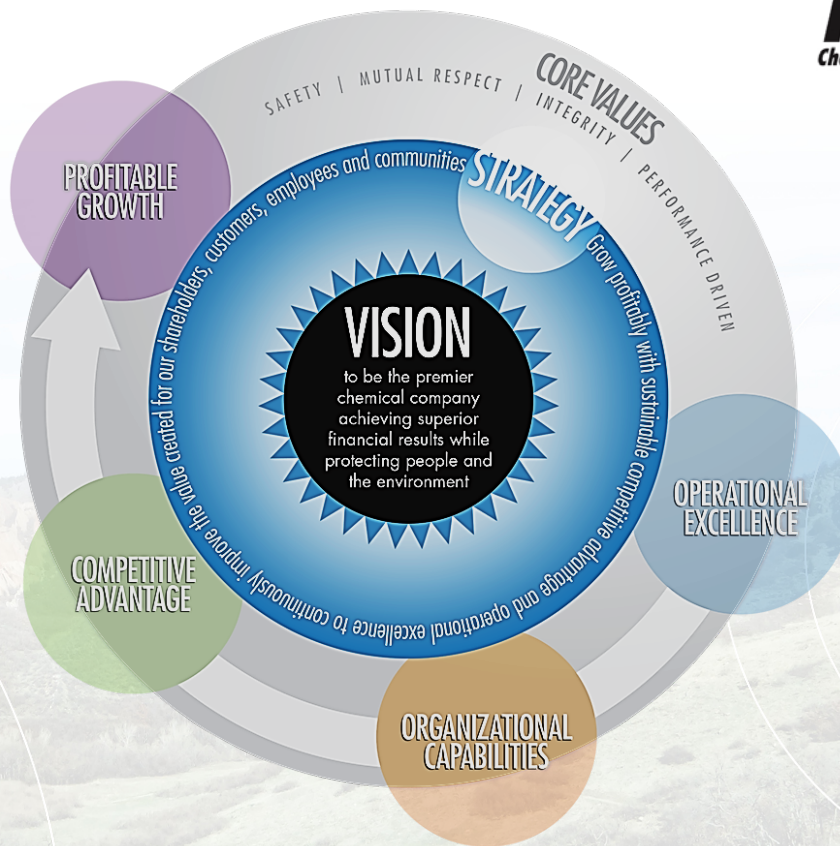 Che
CORE VALUES
SAFETY | MUTUAL RESPECT | INTEGRITY | PERFORMANCE DRIVEN
STRATEGY
Grow profitably with sustainable competitive advantage and operational excellence to continuously improve the value created for our shareholders, customers, employees and communities
VISION
to be the premier
chemical company
achieving superior
financial results while
protecting people and
the environment
PROFITABLE
GROWTH
OPERATIONAL
EXCELLENCE
COMPETITIVE
ADVANTAGE
ORGANIZATIONAL
CAPABILITIES